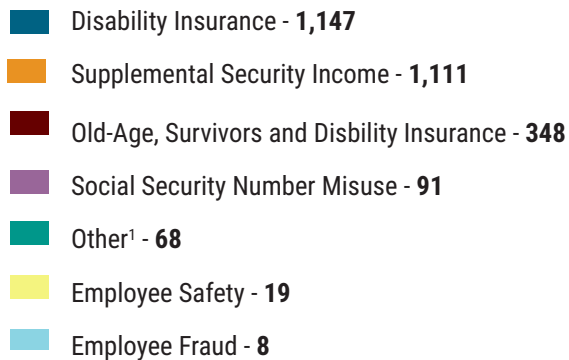 Disability Insurance - 1,147
Supplemental Security Income - 1,111
Old-Age, Survivors and Disbility Insurance - 348
Social Security Number Misuse - 91
Other¹ - 68
Employee Safety - 19
Employee Fraud - 8